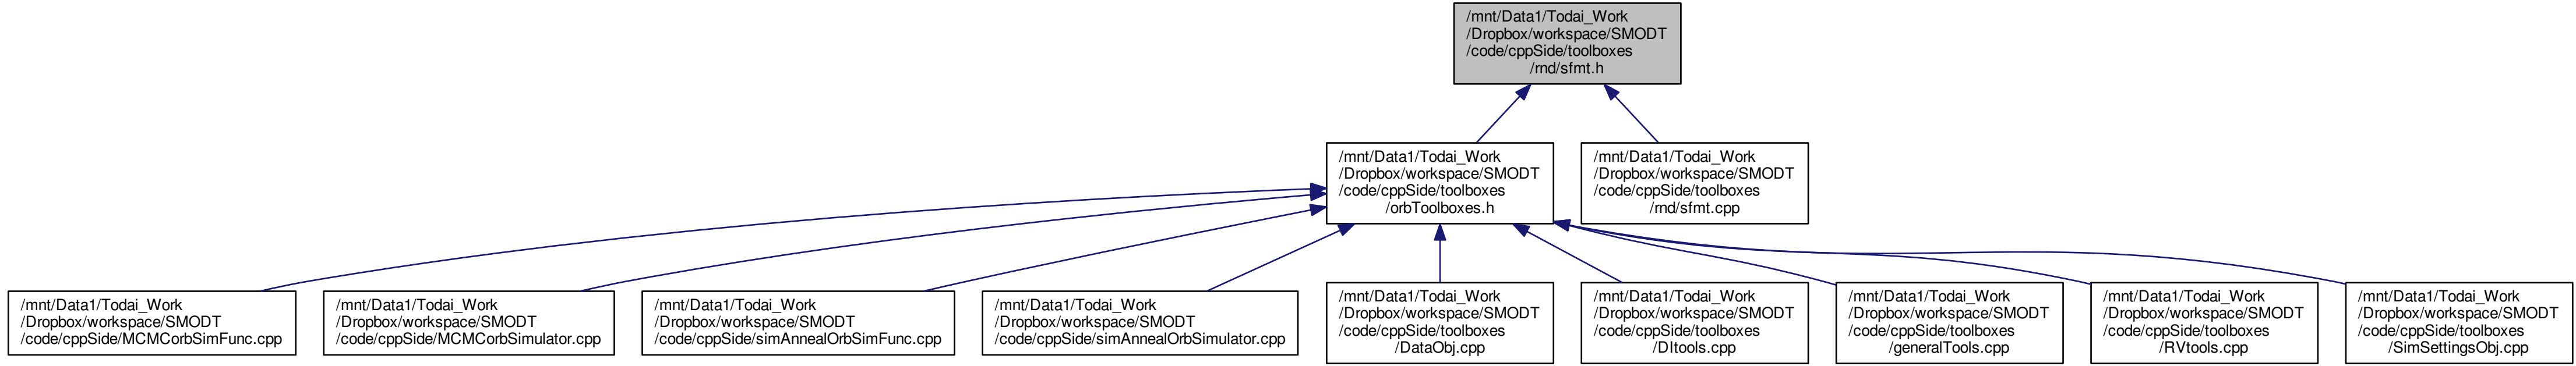 /mnt/Data1/Todai_Work
/Dropbox/workspace/SMODT
/code/cppSide/toolboxes
/rnd/sfmt.h
/mnt/Data1/Todai_Work
/Dropbox/workspace/SMODT
/code/cppSide/toolboxes
/orbToolboxes.h
/mnt/Data1/Todai_Work
/Dropbox/workspace/SMODT
/code/cppSide/toolboxes
/rnd/sfmt.cpp
/mnt/Data1/Todai_Work
/Dropbox/workspace/SMODT
/code/cppSide/MCMCorbSimFunc.cpp
/mnt/Data1/Todai_Work
/Dropbox/workspace/SMODT
/code/cppSide/MCMCorbSimulator.cpp
/mnt/Data1/Todai_Work
/Dropbox/workspace/SMODT
/code/cppSide/simAnnealOrbSimFunc.cpp
/mnt/Data1/Todai_Work
/Dropbox/workspace/SMODT
/code/cppSide/simAnnealOrbSimulator.cpp
/mnt/Data1/Todai_Work
/Dropbox/workspace/SMODT
/code/cppSide/toolboxes
/DataObj.cpp
/mnt/Data1/Todai_Work
/Dropbox/workspace/SMODT
/code/cppSide/toolboxes
/DItools.cpp
/mnt/Data1/Todai_Work
/Dropbox/workspace/SMODT
/code/cppSide/toolboxes
/generalTools.cpp
/mnt/Data1/Todai_Work
/Dropbox/workspace/SMODT
/code/cppSide/toolboxes
/RVtools.cpp
/mnt/Data1/Todai_Work
/Dropbox/workspace/SMODT
/code/cppSide/toolboxes
/SimSettingsObj.cpp